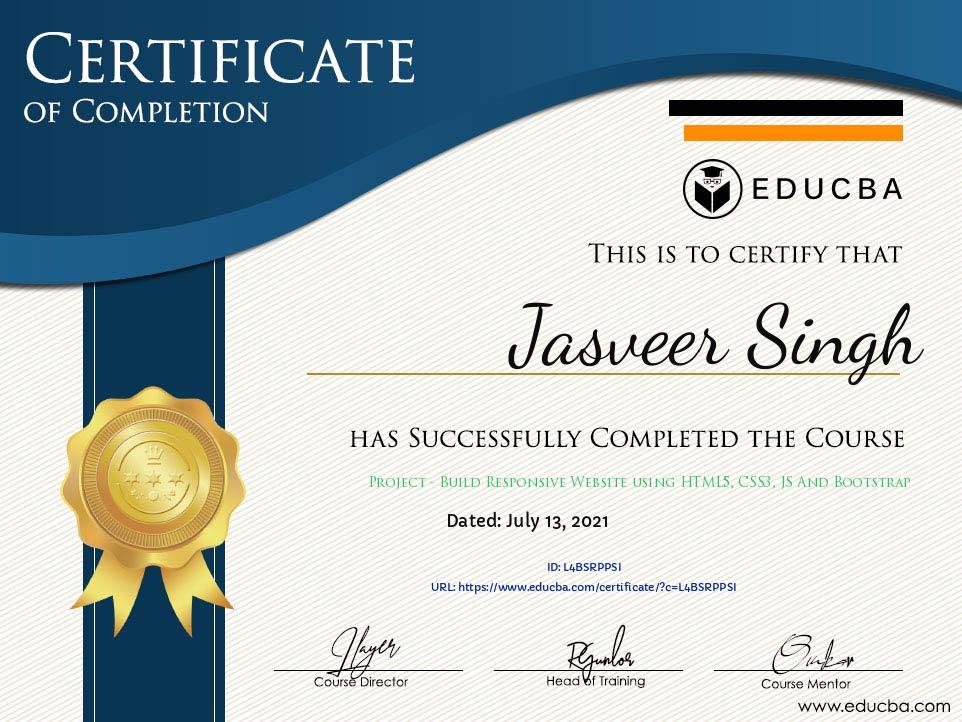 CERTIFICATE
OF COMPLETION
EDUCBA
THIS IS TO CERTIFY THAT
Jasveer Singh
HAS SUCCESSFULLY COMPLETED THE COURSE
PROJECT - BUILD RESPONSIVE WEBSITE USING HTML5, CSS3, JS AND BOOTSTRAP
Dated: July 13, 2021
ID: L4BSRPPSI
URL: https://www.educba.com/certificate/?c=L4BSRPPSI
Course Director
Head of Training
Course Mentor
www.educba.com